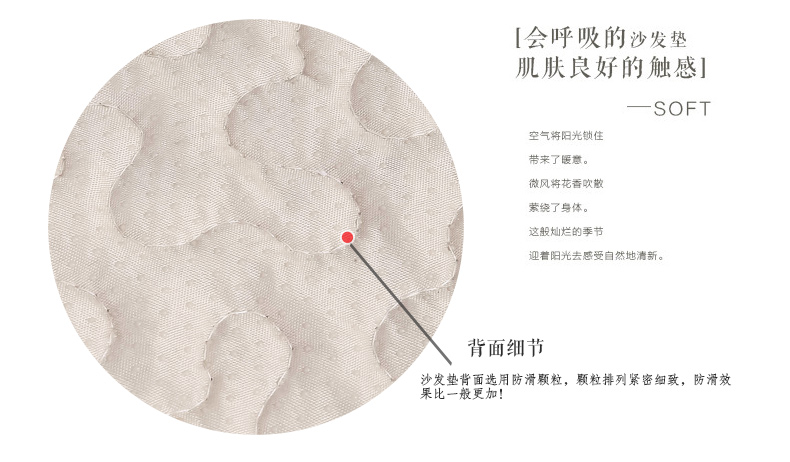 [会呼吸的沙发垫
肌肤良好的触感]
—SOFT
空气将阳光锁住
带来了暖意。
微风将花香吹散
萦绕了身体。
这般灿烂的季节
迎着阳光去感受自然地清新。
背面细节
沙发垫背面选用防滑颗粒，颗粒排列紧密细致，防滑效
果比一般更加！